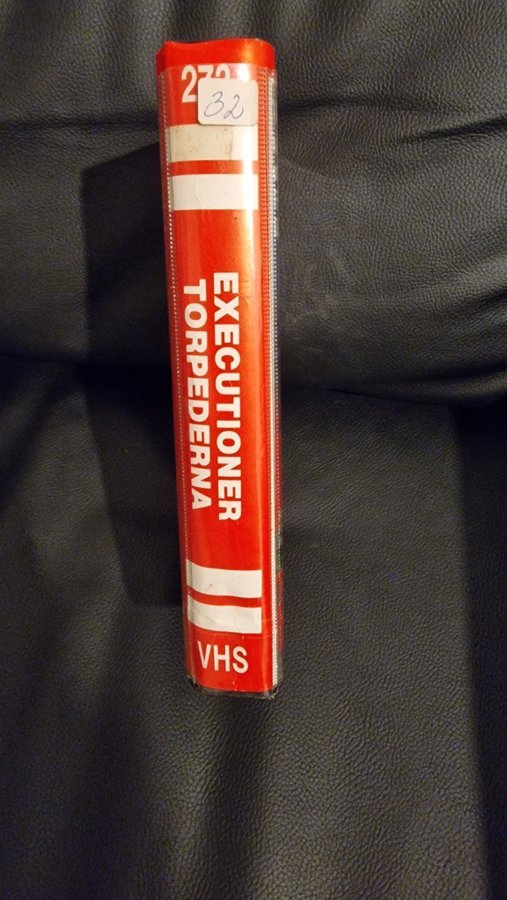 32
EXECUTIONER
TORPEDERNA
VHS